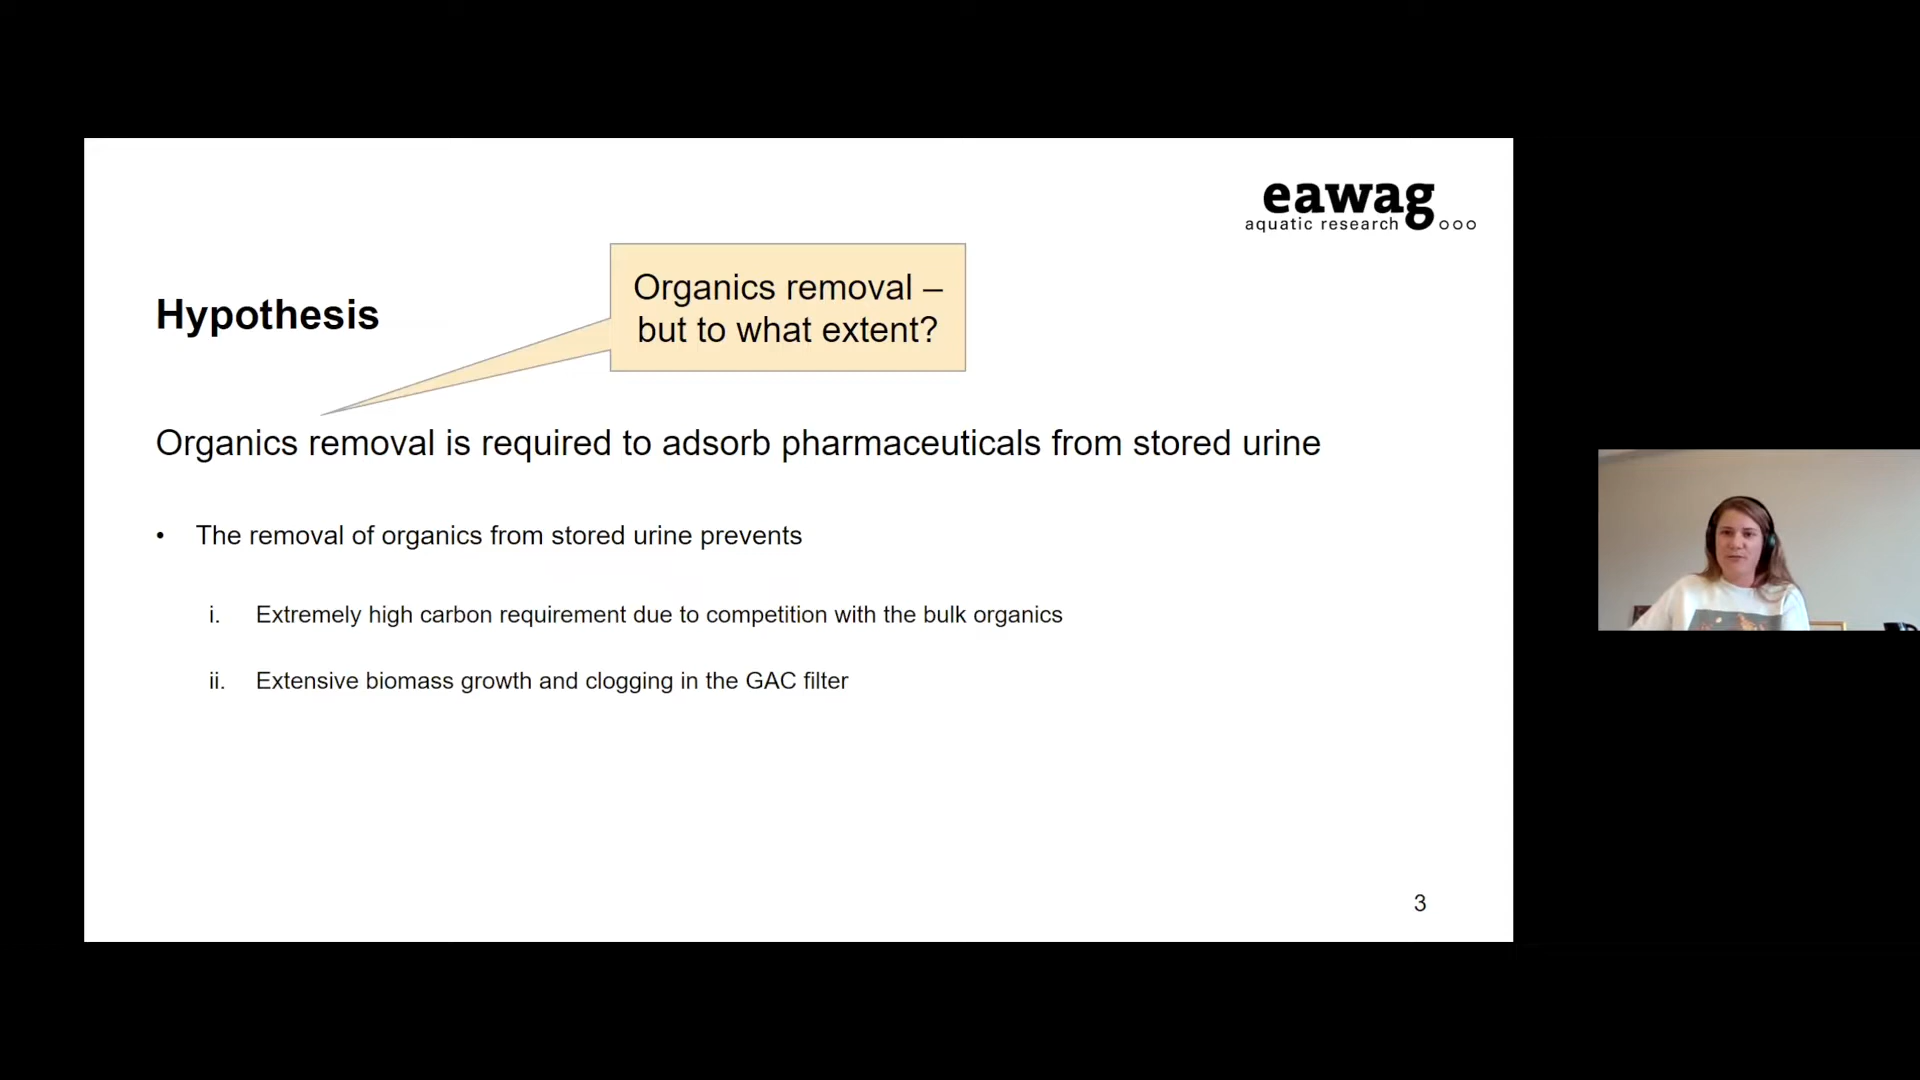 eawag
aquatic research
Organics removal –
but to what extent?
Hypothesis
Organics removal is required to adsorb pharmaceuticals from stored urine
• The removal of organics from stored urine prevents
i. Extremely high carbon requirement due to competition with the bulk organics
ii. Extensive biomass growth and clogging in the GAC filter
3